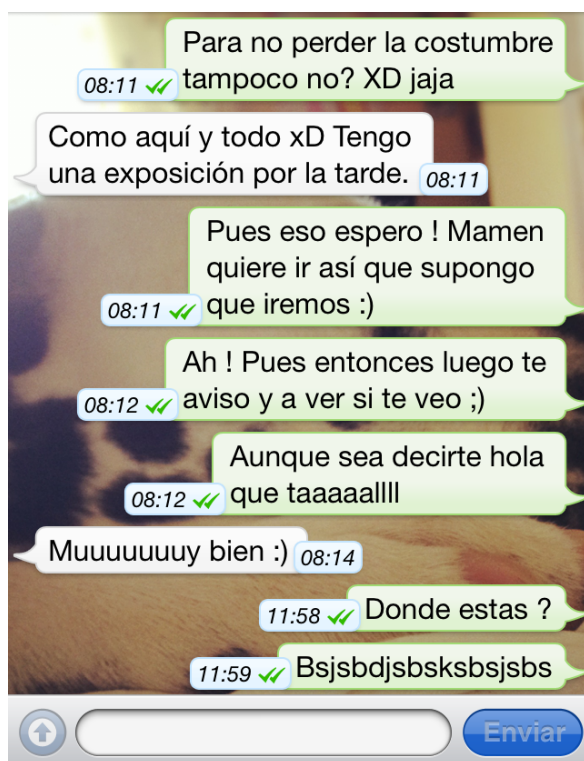 Para no perder la costumbre
08:11 tampoco no? XD jaja
Como aquí y todo xD Tengo
una exposición por la tarde. 08:11
Pues eso espero ! Mamen
quiere ir así que supongo
08:11 que iremos :)
Ah ! Pues entonces luego te
08:12 aviso y a ver si te veo ;)
Aunque sea decirte hola
08:12 que taaaaallll
Muuuuuuuy bien :) 08:14
11:58 Donde estas ?
11:59 Bsjsbdjsbsksbsjsbs
Enviar